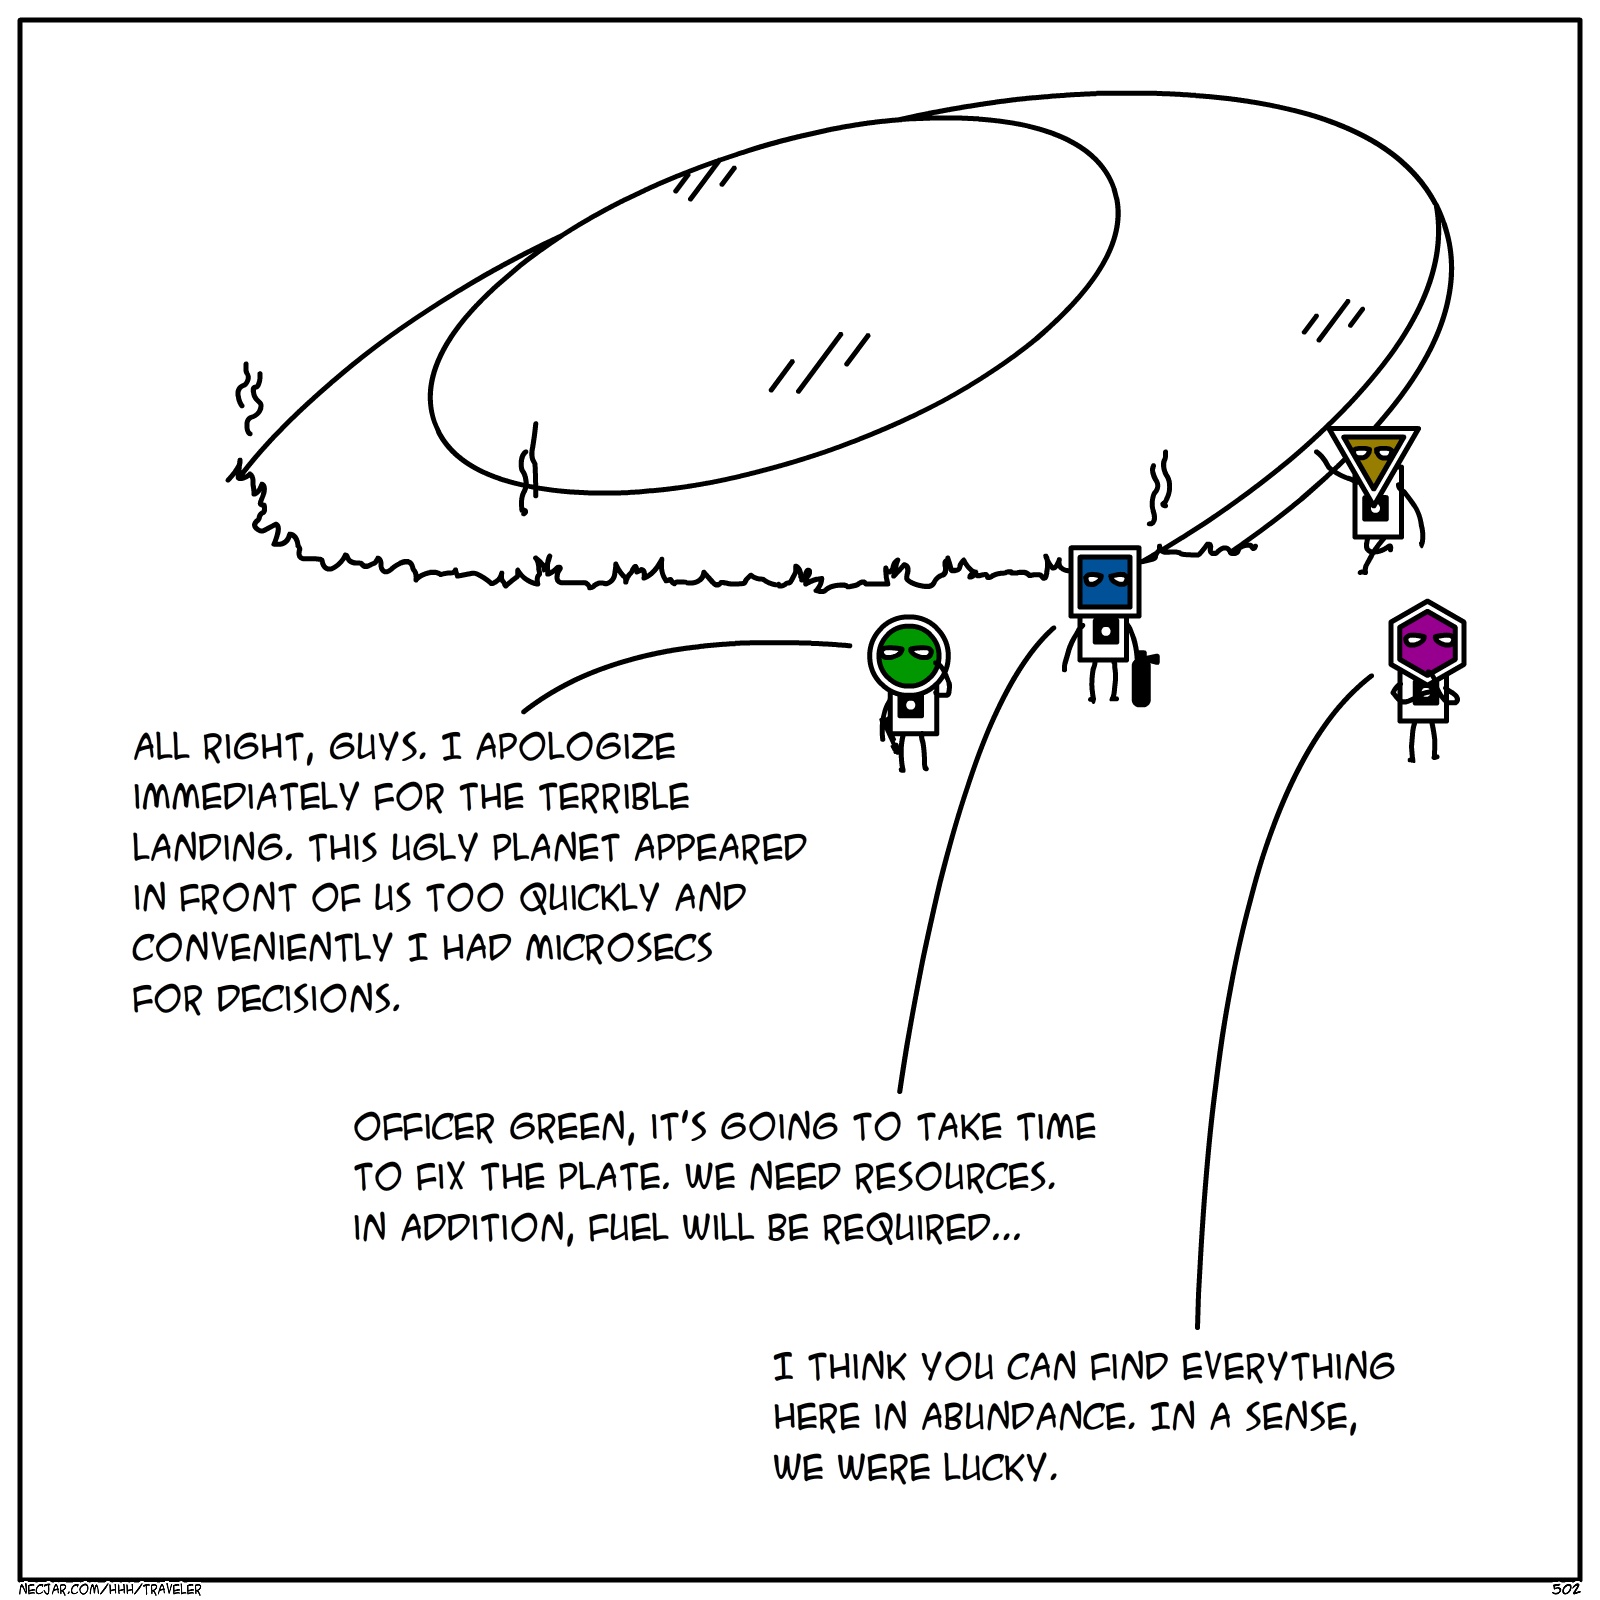 ALL RIGHT, GUYS. I APOLOGIZE
IMMEDIATELY FOR THE TERRIBLE
LANDING. THIS UGLY PLANET APPEARED
IN FRONT OF US TOO QUICKLY AND
CONVENIENTLY I HAD MICROSECS
FOR DECISIONS.
OFFICER GREEN, IT'S GOING TO TAKE TIME
TO FIX THE PLATE. WE NEED RESOURCES.
IN ADDITION, FUEL WILL BE REQUIRED...
I THINK YOU CAN FIND EVERYTHING
HERE IN ABUNDANCE. IN A SENSE,
WE WERE LUCKY.
NECJAR.COM/HHH/TRAVELER
502